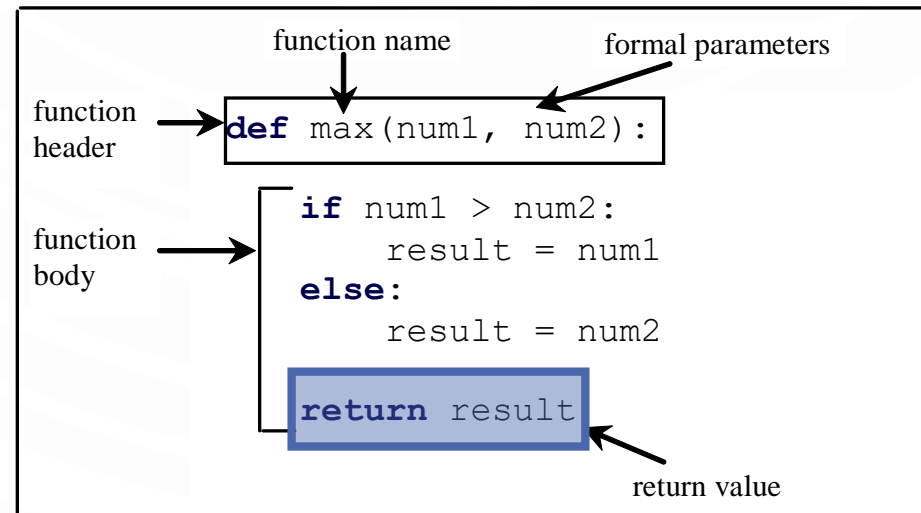 function name
formal parameters
function
header
def max(num1, num2):
function
body
if num1 > num2:
result = num1
else:
result = num2
return result
return value